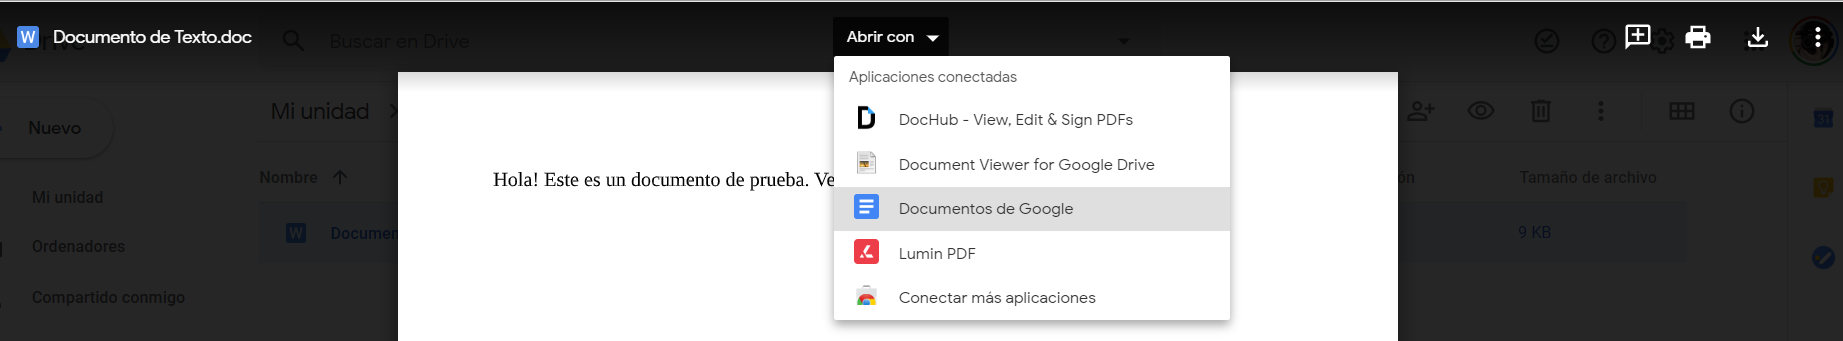 W Documento de Texto.doc
Buscar en Drive
Abrir con
Aplicaciones conectadas
DocHub - View, Edit & Sign PDFs
Document Viewer for Google Drive
Documentos de Google
Lumin PDF
Conectar más aplicaciones
Mi unidad
Nuevo
Hola! Este es un documento de prueba. Ve
Nombre
Tamaño de archivo
Mi unidad
W Documen
9 KB
Ordenadores
Compartido conmigo
31